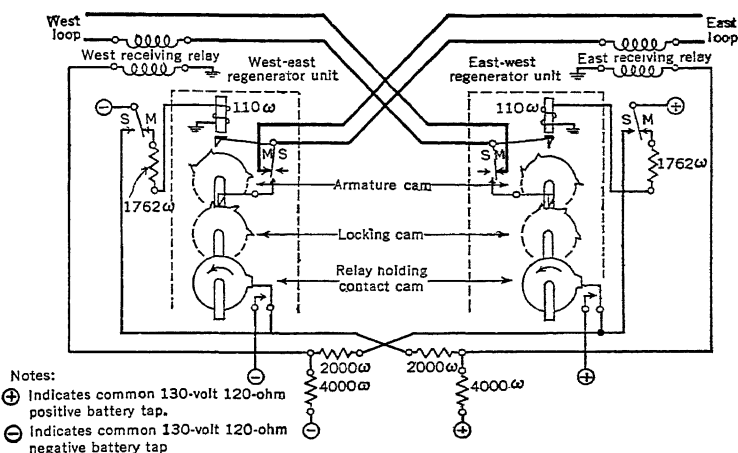 West
loop
East
loop
West receiving relay
West-east
regenerator unit
East-west
regenerator unit
East receiving relay
110ω
110ω
S M
M S
S M
S M
1762ω
1762ω
Armature cam
Locking cam
Relay holding
contact cam
2000ω
2000ω
4000ω
4000ω
Notes:
⊕ Indicates common 130-volt 120-ohm
positive battery tap.
⊖ Indicates common 130-volt 120-ohm
negative battery tap